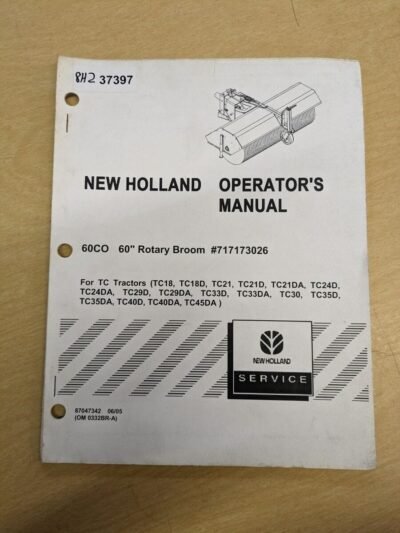 8H2 37397
NEW HOLLAND OPERATOR'S
MANUAL
60CO 60" Rotary Broom #717173026
For TC Tractors (TC18, TC18D, TC21, TC21D, TC21DA, TC24D,
TC24DA, TC29D, TC29DA, TC33D, TC33DA, TC30, TC35D,
TC35DA, TC40D, TC40DA, TC45DA )
NEW HOLLAND
SERVICE
87047342 06/05
(OM 0332BR-A)